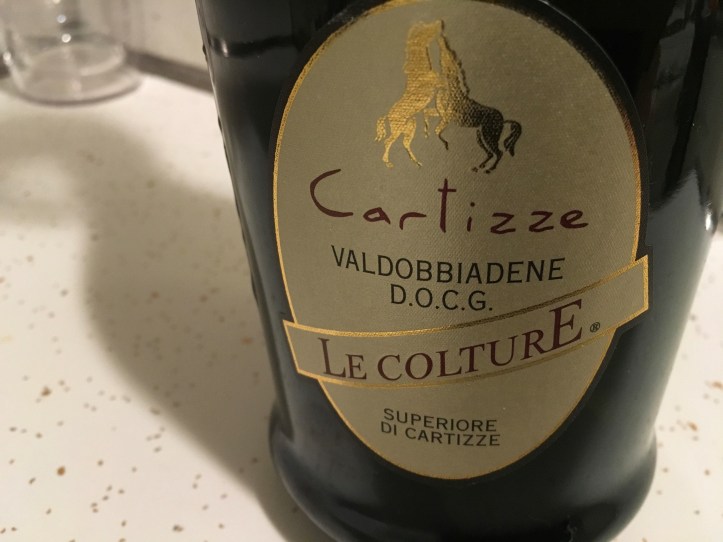 Cartizze
VALDOBBIADENE
D.O.C.G.
LE COLTURE ®
SUPERIORE
DI CARTIZZE